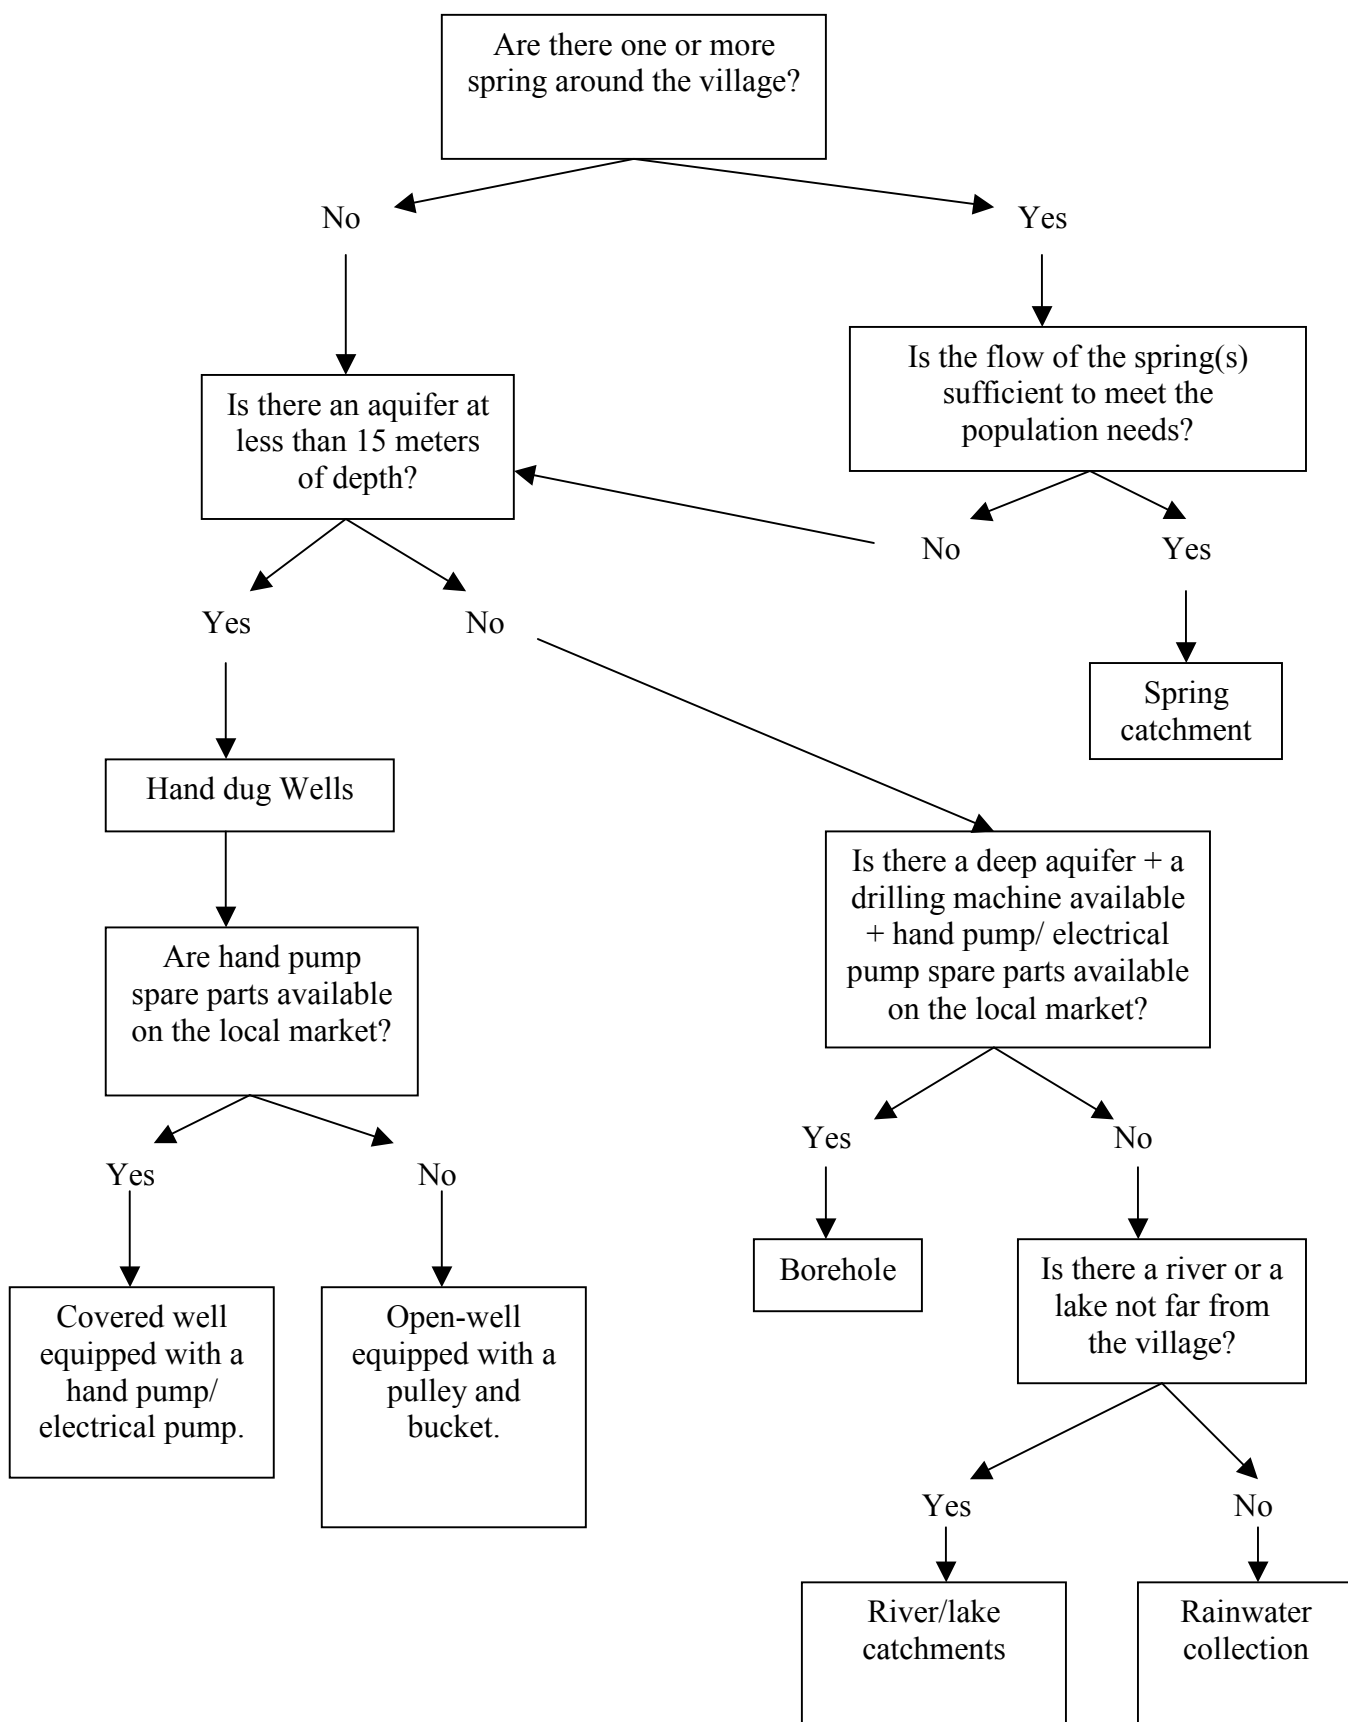 Are there one or more
spring around the village?
No
Yes
Is the flow of the spring(s)
sufficient to meet the
population needs?
Is there an aquifer at
less than 15 meters
of depth?
No
Yes
Yes
No
Spring
catchment
Hand dug Wells
Is there a deep aquifer + a
drilling machine available
+ hand pump/ electrical
pump spare parts available
on the local market?
Are hand pump
spare parts available
on the local market?
Yes
No
Yes
No
Borehole
Is there a river or a
lake not far from
the village?
Covered well
equipped with a
hand pump/
electrical pump.
Open-well
equipped with a
pulley and
bucket.
Yes
No
River/lake
catchments
Rainwater
collection